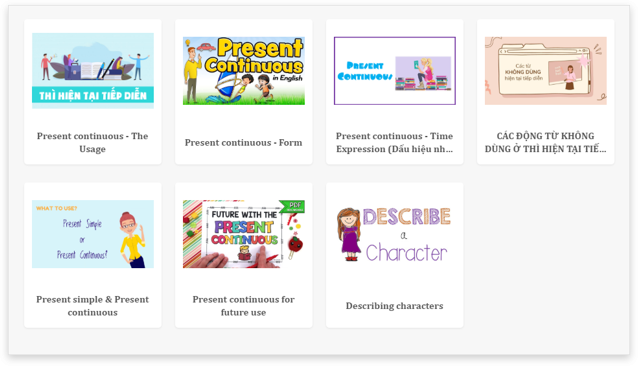 THÌ HIỆN TẠI TIẾP DIỄN
Present continuous - The
Usage
Present
Continuous
in English
Present continuous - Form
PRESENT
CONTINUOUS
Present continuous - Time
Expression (Dấu hiệu nh...
Các từ
KHÔNG DÙNG
hiện tại tiếp diễn
CÁC ĐỘNG TỪ KHÔNG
DÙNG Ở THÌ HIỆN TẠI TIẾ...
WHAT TO USE?
Present Simple
or
Present Continuous?
Present simple & Present
continuous
PDF
FUTURE WITH THE
PRESENT
CONTINUOUS
Present continuous for
future use
DESCRIBE
a
Character
Describing characters